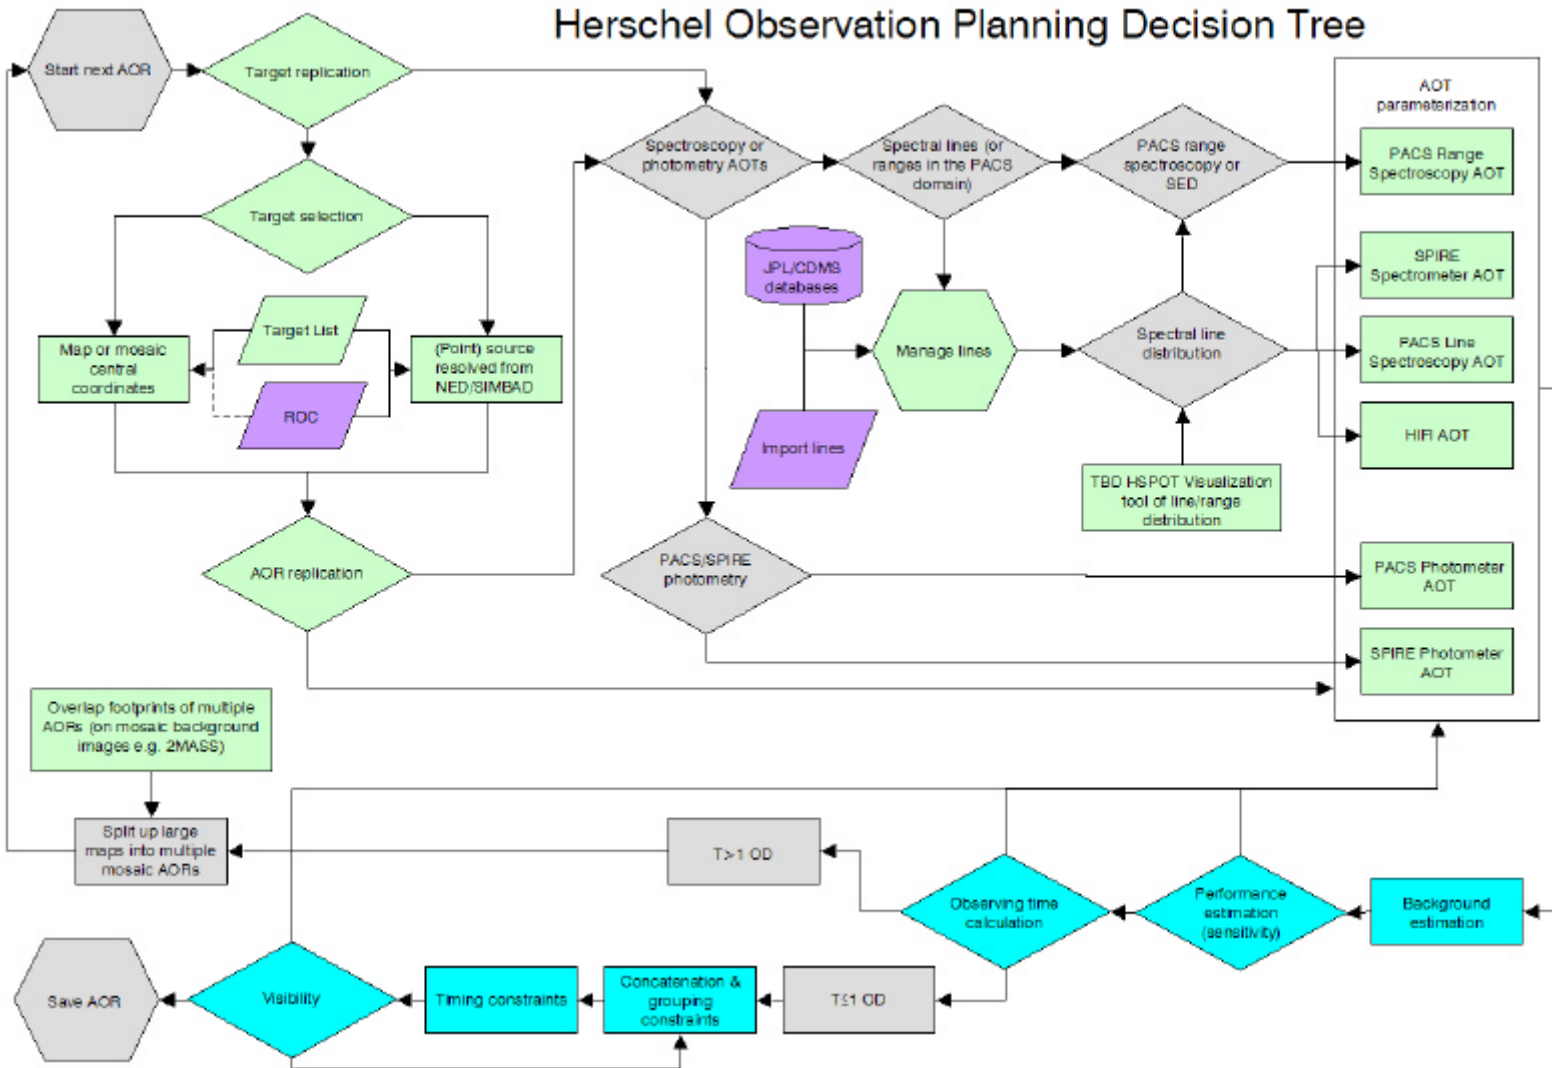 Herschel Observation Planning Decision Tree
Start next AOR
Target replication
Target selection
Target List
ROC
Map or mosaic
central
coordinates
(Point) source
resolved from
NED/SIMBAD
AOR replication
Spectroscopy or
photometry AOTs
Spectral lines (or
ranges in the PACS
domain)
PACS range
spectroscopy or
SED
JPL/CDMS
databases
Manage lines
Import lines
Spectral line
distribution
TBD HSPOT Visualization
tool of line/range
distribution
PACS/SPIRE
photometry
AOT
parameterization
PACS Range
Spectroscopy AOT
SPIRE
Spectrometer AOT
PACS Line
Spectroscopy AOT
HIFI AOT
PACS Photometer
AOT
SPIRE Photometer
AOT
Overlap footprints of multiple
AORs (on mosaic background
images e.g. 2MASS)
Split up large
maps into multiple
mosaic AORs
T>1 OD
Observing time
calculation
Performance
estimation
(sensitivity)
Background
estimation
Save AOR
Visibility
Timing constraints
Concatenation &
grouping
constraints
T≤1 OD